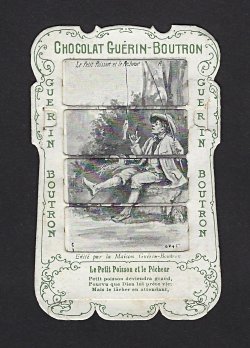 CHOCOLAT GUÉRIN-BOUTRON
Le Petit Poisson et le Pêcheur
GUÉRIN BOUTRON
GUÉRIN BOUTRON
Edité par la Maison Guérin-Boutron
Le Petit Poisson et le Pêcheur
Petit poisson deviendra grand,
Pourvu que Dieu lui prête vie;
Mais le lâcher en attendant,